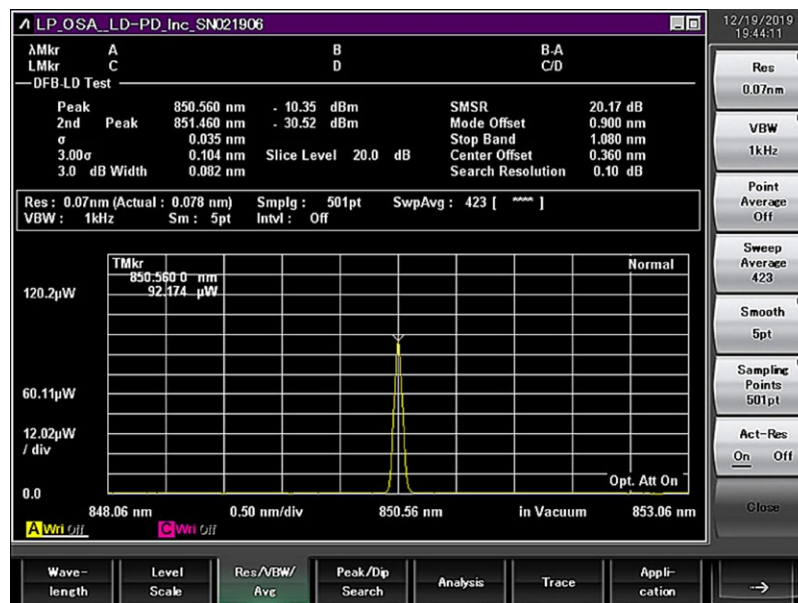 LP_OSA__LD-PD_Inc_SN021906
12/19/2019
19:44:11
λMkr A B B-A
LMkr C D C/D
DFB-LD Test
Peak 850.560 nm - 10.35 dBm SMSR 20.17 dB
2nd Peak 851.460 nm - 30.52 dBm Mode Offset 0.900 nm
σ 0.035 nm Stop Band 1.080 nm
3.00σ 0.104 nm Slice Level 20.0 dB Center Offset 0.360 nm
3.0 dB Width 0.082 nm Search Resolution 0.10 dB
Res : 0.07nm (Actual : 0.078 nm) Smplg : 501pt SwpAvg : 423 [ **** ]
VBW : 1kHz Sm : 5pt Intvl : Off
TMkr Normal
850.560 0 nm
92.174 µW
120.2µW
60.11µW
12.02µW
/ div
Opt. Att On
0.0
848.06 nm 0.50 nm/div 850.56 nm in Vacuum 853.06 nm
A Wri Off C Wri Off
Res
0.07nm
VBW
1kHz
Point
Average
Off
Sweep
Average
423
Smooth
5pt
Sampling
Points
501pt
Act-Res
On Off
Close
Wave-
length
Level
Scale
Res/VBW/
Avg
Peak/Dip
Search
Analysis
Trace
Appli-
cation
→